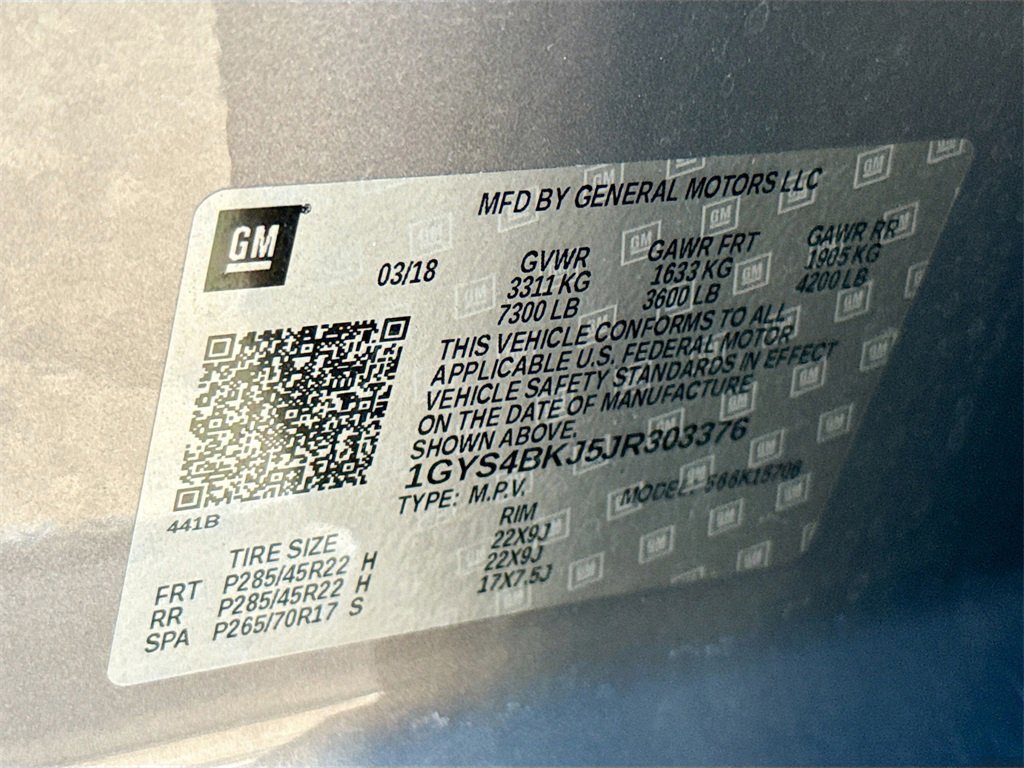 GM
MFD BY GENERAL MOTORS LLC
03/18
GVWR
3311 KG
7300 LB
GAWR FRT
1633 KG
3600 LB
GAWR RR
1905 KG
4200 LB
THIS VEHICLE CONFORMS TO ALL
APPLICABLE U.S. FEDERAL MOTOR
VEHICLE SAFETY STANDARDS IN EFFECT
ON THE DATE OF MANUFACTURE
SHOWN ABOVE.
1GYS4BKJ5JR303376
TYPE: M.P.V. MODEL:
441B
TIRE SIZE RIM
FRT P285/45R22 H 22X9J
RR P285/45R22 H 22X9J
SPA P265/70R17 S 17X7.5J